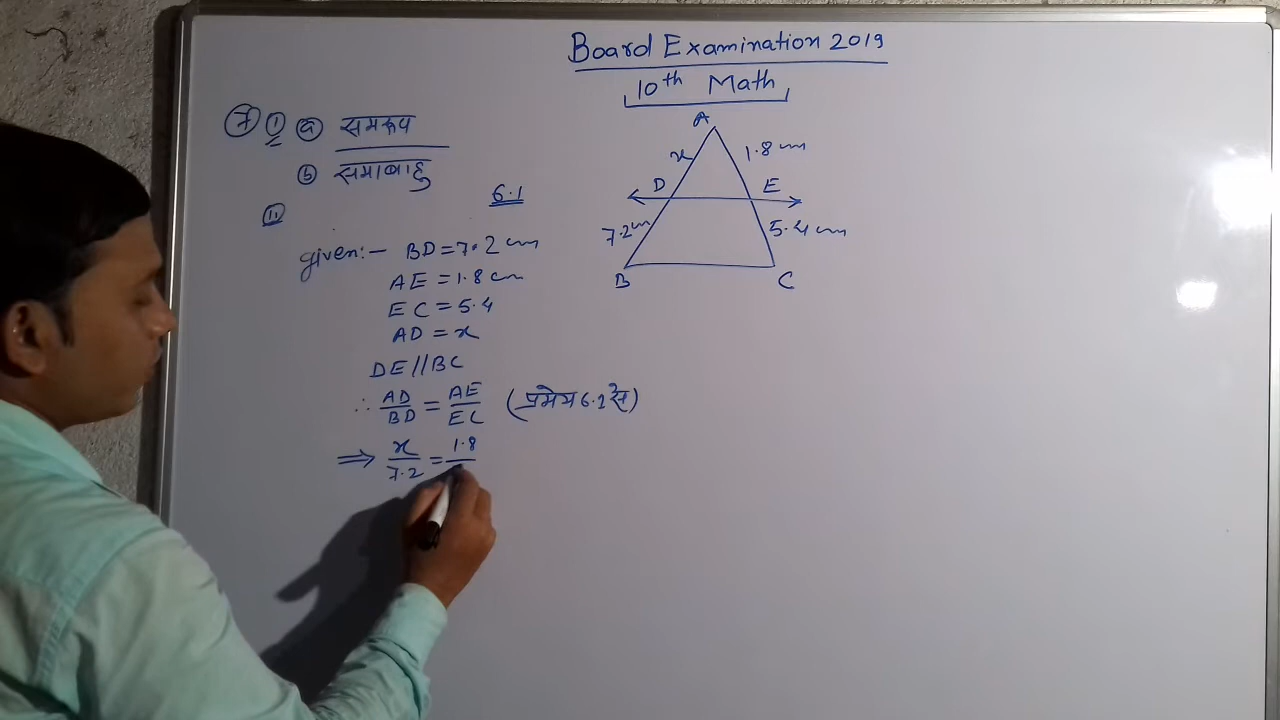 Board Examination 2019
10th Math
7 (i) (a) समरूप
(b) समाबाहु
(ii)
6.1
given:- BD = 7.2 cm
AE = 1.8 cm
EC = 5.4
AD = x
DE // BC
∴ AD/BD = AE/EC (प्रमेय 6.1 से)
⇒ x/7.2 = 1.8/
A
x
1.8 cm
D
E
7.2 cm
5.4 cm
B
C